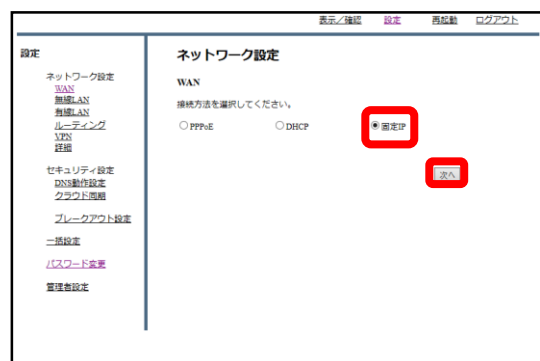 表示／確認 設定 再起動 ログアウト
設定
ネットワーク設定
WAN
無線LAN
有線LAN
ルーティング
VPN
詳細
セキュリティ設定
DNS動作設定
クラウド同期
ブレークアウト設定
一括設定
パスワード変更
管理者設定
ネットワーク設定
WAN
接続方法を選択してください。
PPPoE DHCP 固定IP
次へ